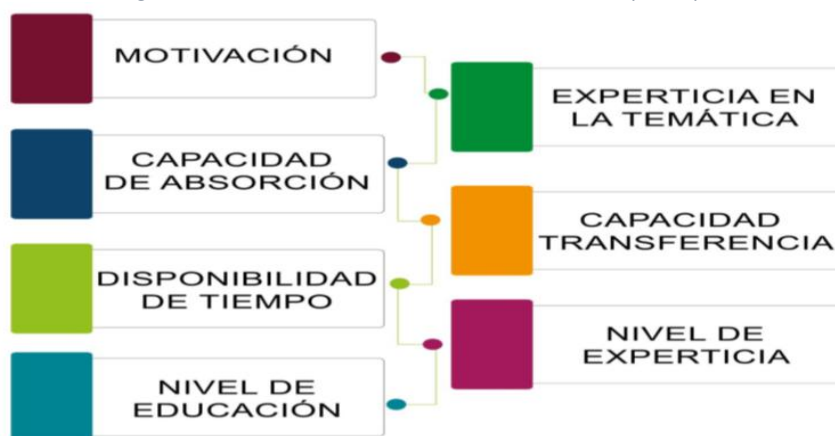 MOTIVACIÓN
EXPERTICIA EN
LA TEMÁTICA
CAPACIDAD
DE ABSORCIÓN
CAPACIDAD
TRANSFERENCIA
DISPONIBILIDAD
DE TIEMPO
NIVEL DE
EXPERTICIA
NIVEL DE
EDUCACIÓN